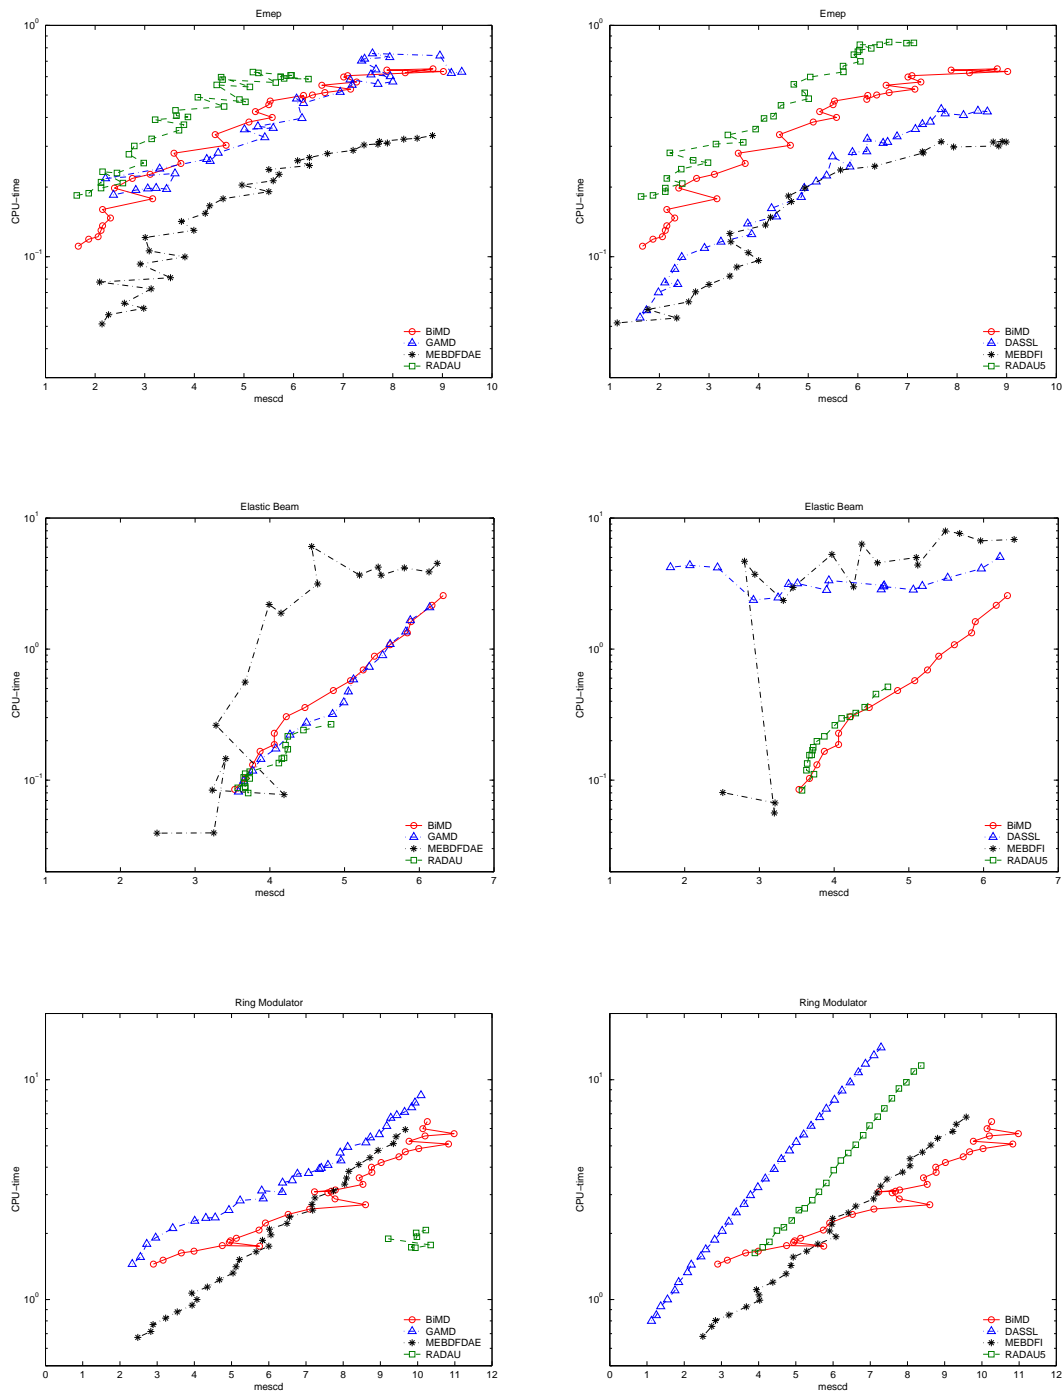 Emep
10^0
10^-1
CPU-time
1 2 3 4 5 6 7 8 9 10
mescd
BiMD
GAMD
MEBDFDAE
RADAU
Emep
10^0
10^-1
CPU-time
1 2 3 4 5 6 7 8 9 10
mescd
BiMD
DASSL
MEBDFI
RADAU5
Elastic Beam
10^1
10^0
10^-1
CPU-time
1 2 3 4 5 6 7
mescd
BiMD
GAMD
MEBDFDAE
RADAU
Elastic Beam
10^1
10^0
10^-1
CPU-time
1 2 3 4 5 6 7
mescd
BiMD
DASSL
MEBDFI
RADAU5
Ring Modulator
10^1
10^0
CPU-time
0 1 2 3 4 5 6 7 8 9 10 11 12
mescd
BiMD
GAMD
MEBDFDAE
RADAU
Ring Modulator
10^1
10^0
CPU-time
0 1 2 3 4 5 6 7 8 9 10 11 12
mescd
BiMD
DASSL
MEBDFI
RADAU5